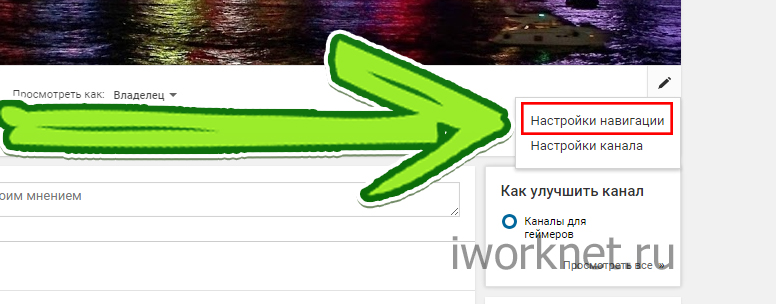 Просмотреть как: Владелец
Настройки навигации
Настройки канала
оим мнением
Как улучшить канал
Каналы для
геймеров
Просмотреть все »
iworknet.ru